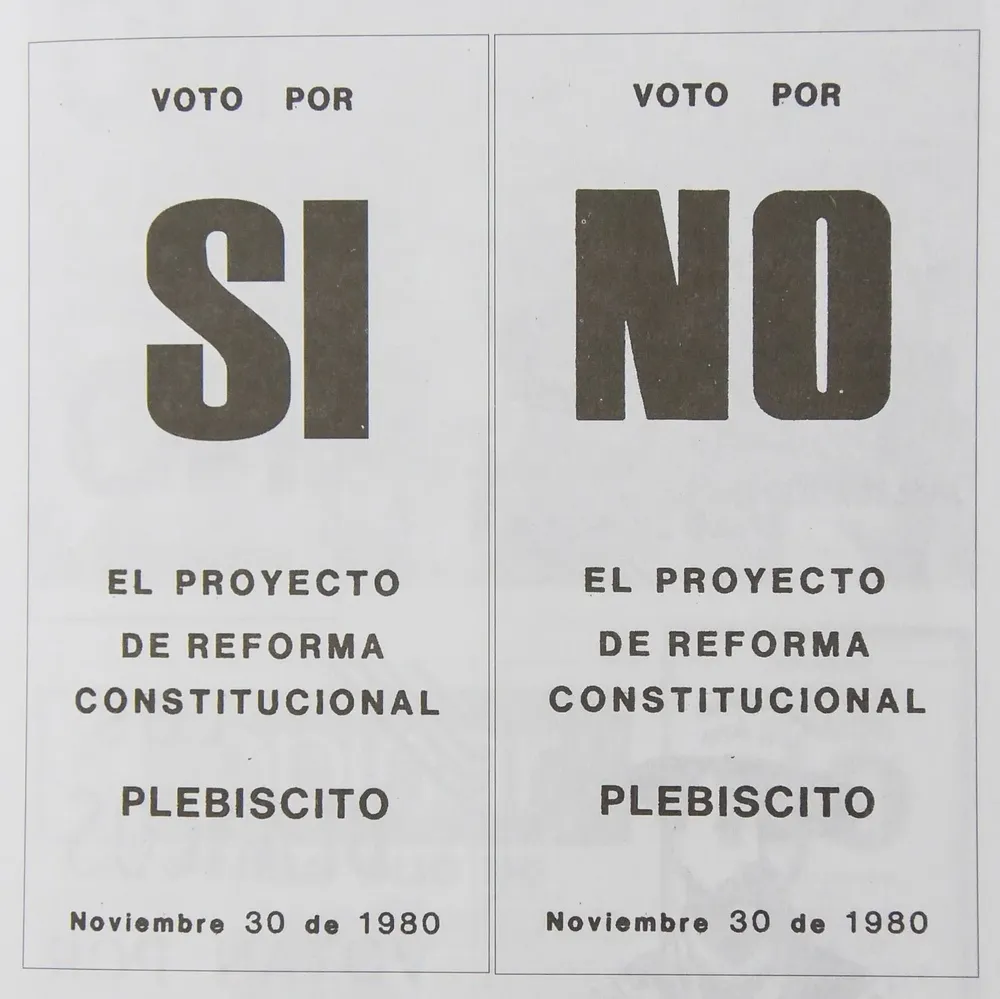 VOTO POR
SI
EL PROYECTO
DE REFORMA
CONSTITUCIONAL
PLEBISCITO
Noviembre 30 de 1980
VOTO POR
NO
EL PROYECTO
DE REFORMA
CONSTITUCIONAL
PLEBISCITO
Noviembre 30 de 1980